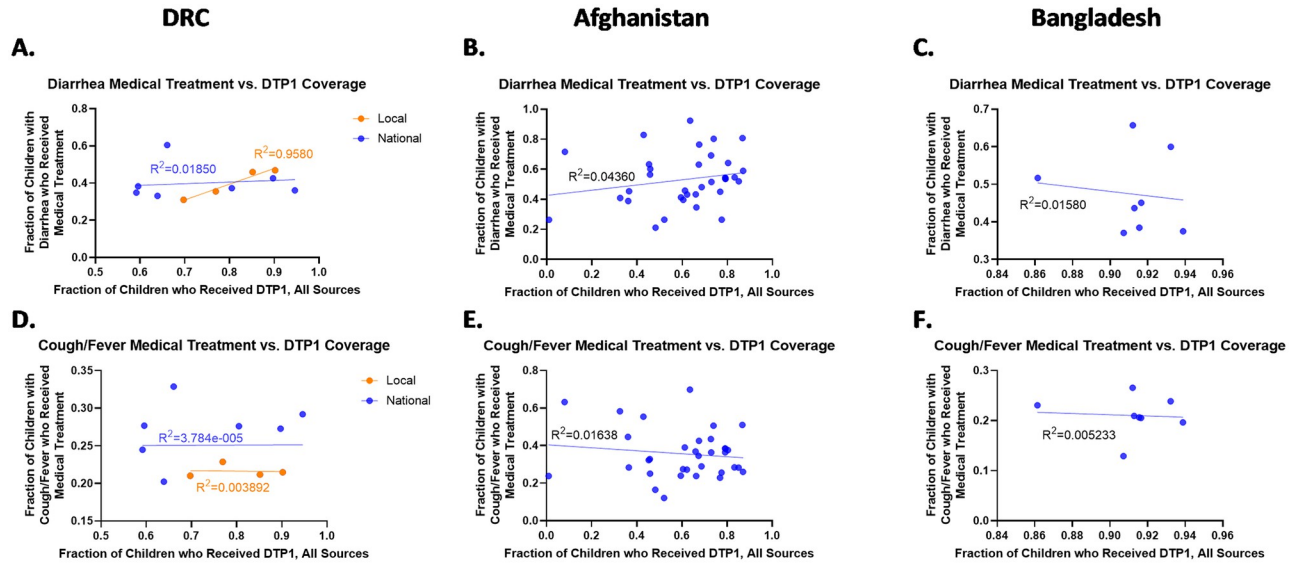 DRC
Afghanistan
Bangladesh
A.
Diarrhea Medical Treatment vs. DTP1 Coverage
Fraction of Children with
Diarrhea who Received
Medical Treatment
0.8
0.6
0.4
0.2
0.0
0.5
0.6
0.7
0.8
0.9
1.0
R2=0.01850
R2=0.9580
Local
National
Fraction of Children who Received DTP1, All Sources
B.
Diarrhea Medical Treatment vs. DTP1 Coverage
Fraction of Children with
Diarrhea who Received
Medical Treatment
1.0
0.8
0.6
0.4
0.2
0.0
0.0
0.2
0.4
0.6
0.8
1.0
R2=0.04360
Fraction of Children who Received DTP1, All Sources
C.
Diarrhea Medical Treatment vs. DTP1 Coverage
Fraction of Children with
Diarrhea who Received
Medical Treatment
0.7
0.6
0.5
0.4
0.3
0.84
0.86
0.88
0.90
0.92
0.94
0.96
R2=0.01580
Fraction of Children who Received DTP1, All Sources
D.
Cough/Fever Medical Treatment vs. DTP1 Coverage
Fraction of Children with
Cough/Fever who Received
Medical Treatment
0.35
0.30
0.25
0.20
0.15
0.5
0.6
0.7
0.8
0.9
1.0
R2=3.784e-005
R2=0.003892
Local
National
Fraction of Children who Received DTP1, All Sources
E.
Cough/Fever Medical Treatment vs. DTP1 Coverage
Fraction of Children with
Cough/Fever who Received
Medical Treatment
0.8
0.6
0.4
0.2
0.0
0.0
0.2
0.4
0.6
0.8
1.0
R2=0.01638
Fraction of Children who Received DTP1, All Sources
F.
Cough/Fever Medical Treatment vs. DTP1 Coverage
Fraction of Children with
Cough/Fever who Received
Medical Treatment
0.3
0.2
0.1
0.0
0.84
0.86
0.88
0.90
0.92
0.94
0.96
R2=0.005233
Fraction of Children who Received DTP1, All Sources